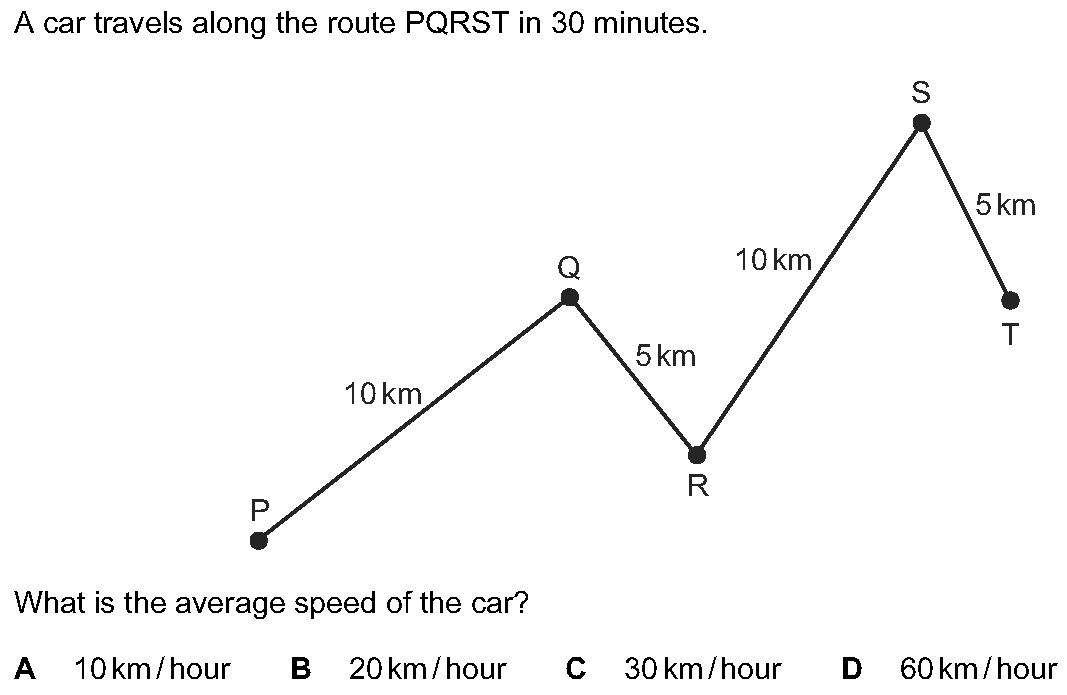 A car travels along the route PQRST in 30 minutes.
S
5 km
10 km
Q
T
5 km
10 km
R
P
What is the average speed of the car?
A 10 km / hour B 20 km / hour C 30 km / hour D 60 km / hour